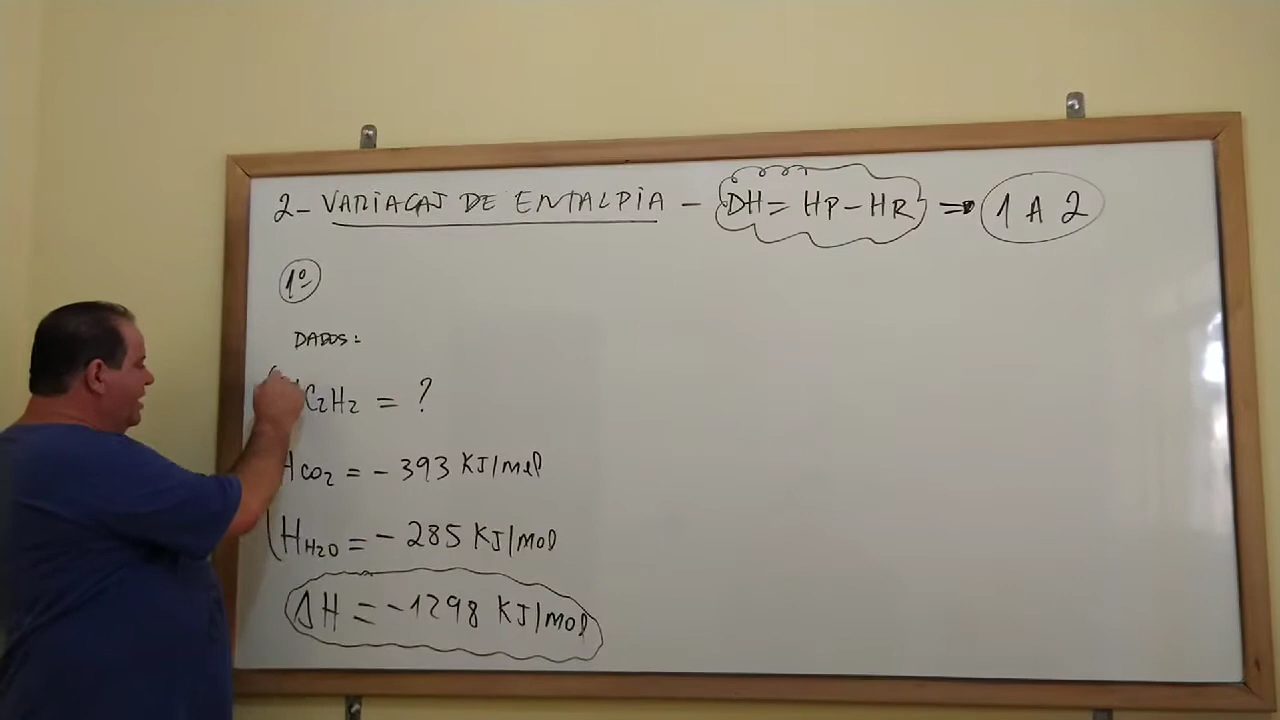 2- VARIAÇAS DE ENTALPIA - DH = HP - HR => 1 A 2
1º
DADOS:
C2H2 = ?
HCO2 = - 393 KJ/mol
HH2O = - 285 KJ/mol
ΔH = -1298 KJ/mol